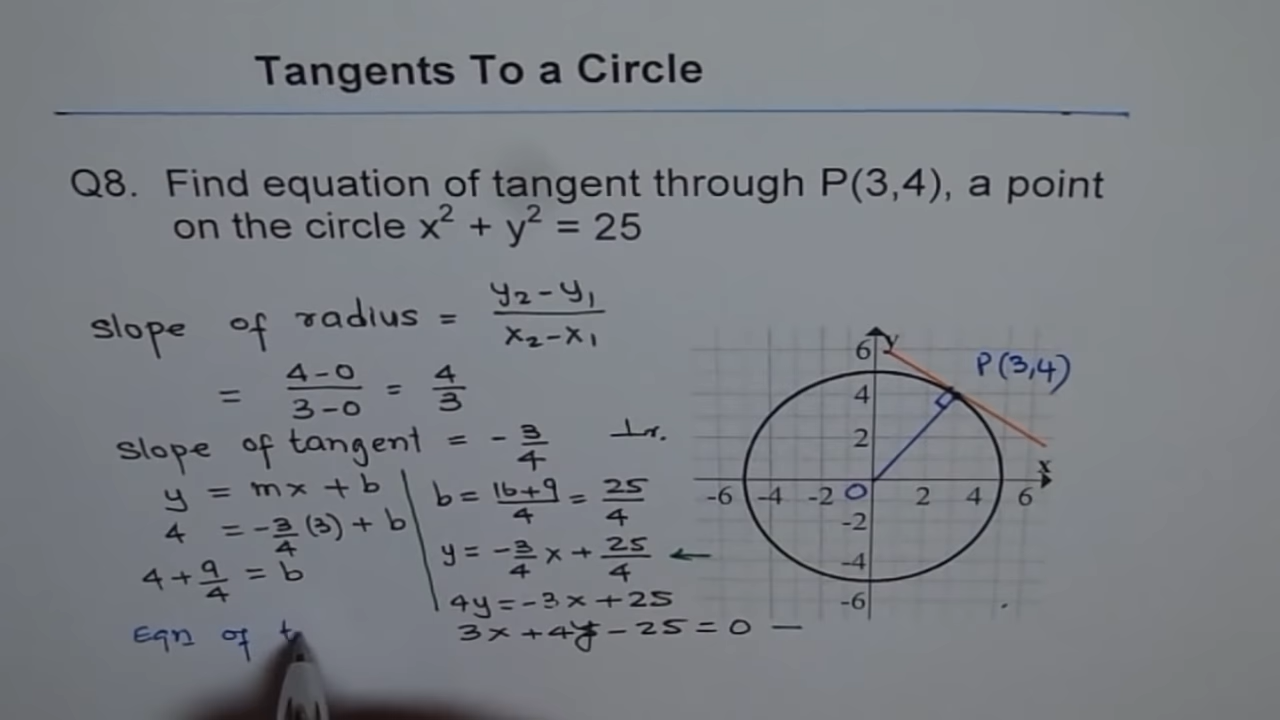 Tangents To a Circle
Q8. Find equation of tangent through P(3,4), a point
on the circle x² + y² = 25
Slope of radius = (y₂-y₁)/(x₂-x₁)
= (4-0)/(3-0) = 4/3
Slope of tangent = -3/4 ⊥r.
y = mx + b
4 = -3/4 (3) + b
4 + 9/4 = b
b = (16+9)/4 = 25/4
y = -3/4 x + 25/4 ←
4y = -3x + 25
3x + 4y - 25 = 0 —
Eqn of t
y
6
P(3,4)
4
2
x
-6 -4 -2 O 2 4 6
-2
-4
-6